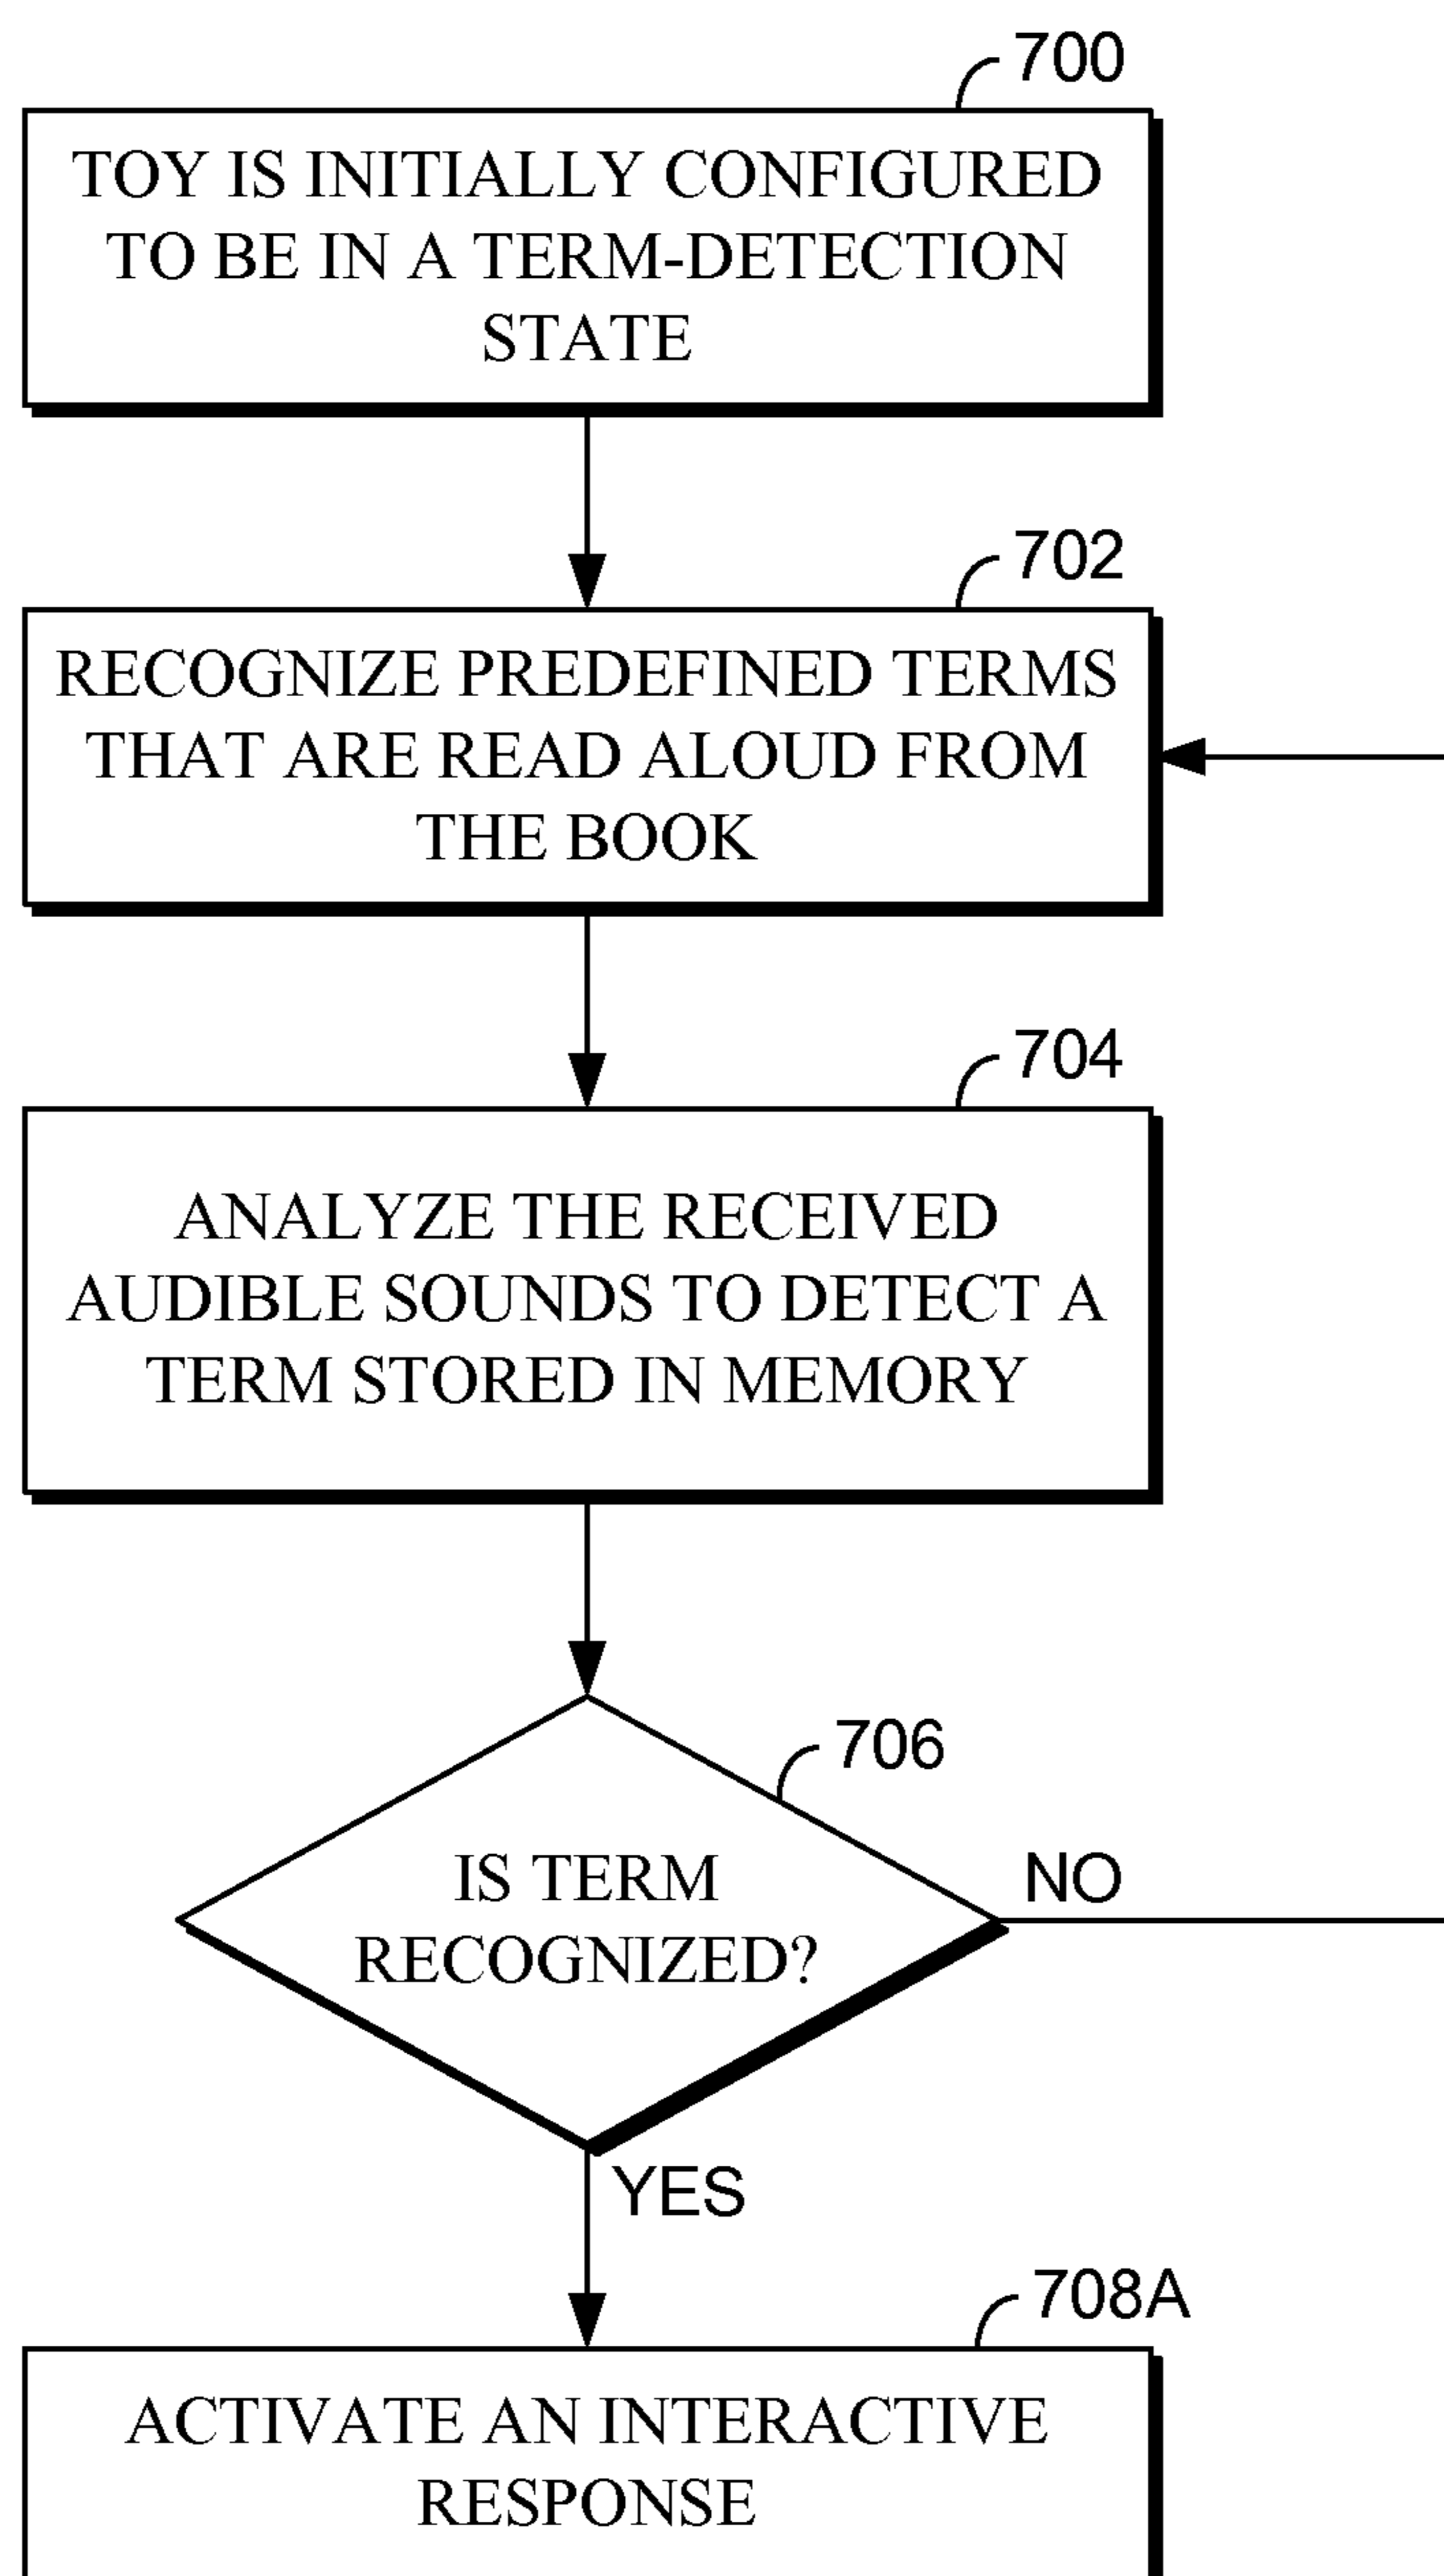 700
TOY IS INITIALLY CONFIGURED
TO BE IN A TERM-DETECTION
STATE
702
RECOGNIZE PREDEFINED TERMS
THAT ARE READ ALOUD FROM
THE BOOK
704
ANALYZE THE RECEIVED
AUDIBLE SOUNDS TO DETECT A
TERM STORED IN MEMORY
706
IS TERM
RECOGNIZED?
NO
YES
708A
ACTIVATE AN INTERACTIVE
RESPONSE